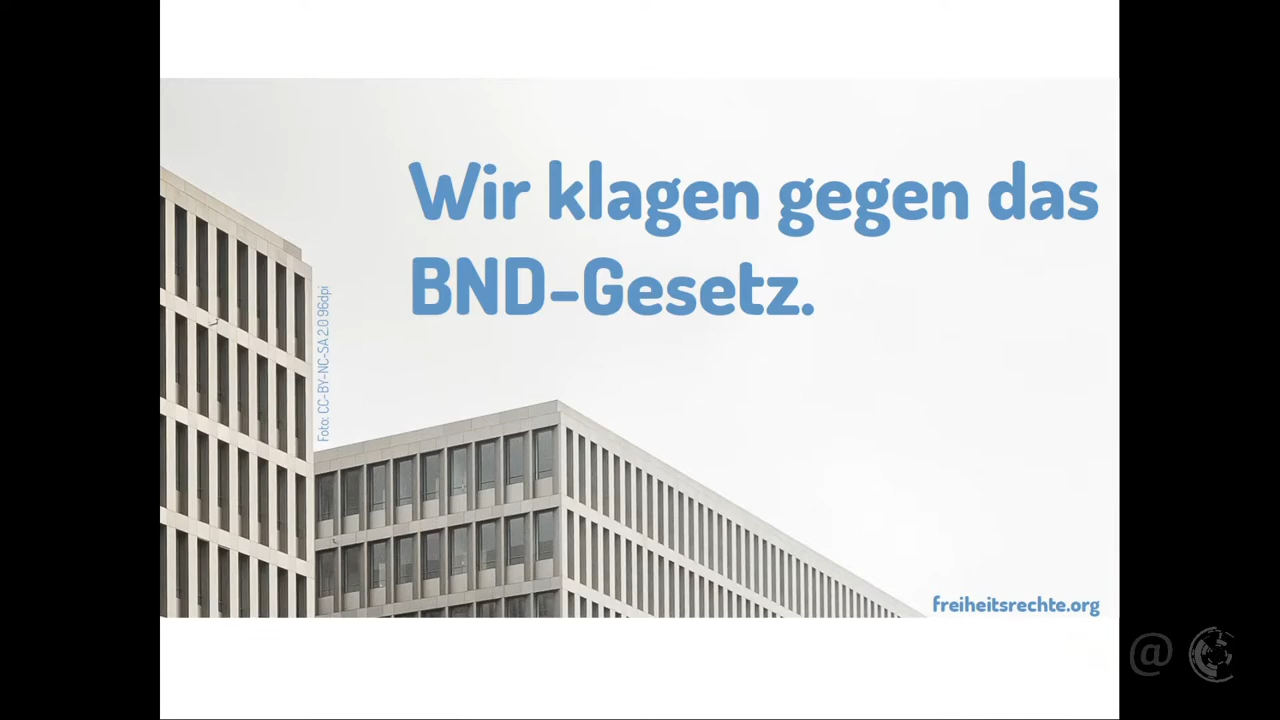 Wir klagen gegen das
BND-Gesetz.
Foto: CC-BY-NC-SA 2.0 96dpi
freiheitsrechte.org
@